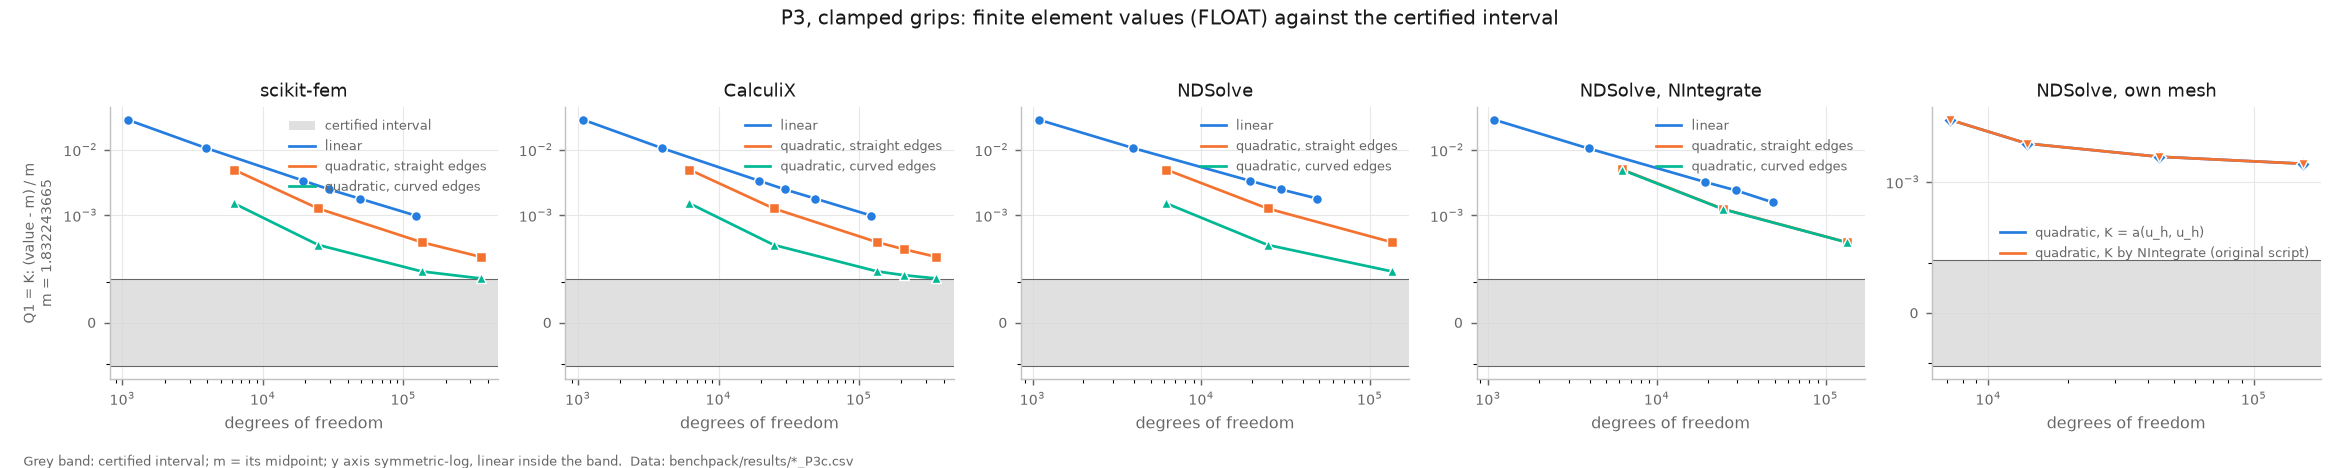 P3, clamped grips: finite element values (FLOAT) against the certified interval
Q1 = K: (value - m) / m
m = 1.8322243665
scikit-fem
certified interval
linear
quadratic, straight edges
quadratic, curved edges
10⁻²
10⁻³
0
10³ 10⁴ 10⁵
degrees of freedom
CalculiX
linear
quadratic, straight edges
quadratic, curved edges
10⁻²
10⁻³
0
10³ 10⁴ 10⁵
degrees of freedom
NDSolve
linear
quadratic, straight edges
quadratic, curved edges
10⁻²
10⁻³
0
10³ 10⁴ 10⁵
degrees of freedom
NDSolve, NIntegrate
linear
quadratic, straight edges
quadratic, curved edges
10⁻²
10⁻³
0
10³ 10⁴ 10⁵
degrees of freedom
NDSolve, own mesh
10⁻³
quadratic, K = a(u_h, u_h)
quadratic, K by NIntegrate (original script)
0
10⁴ 10⁵
degrees of freedom
Grey band: certified interval; m = its midpoint; y axis symmetric-log, linear inside the band.  Data: benchpack/results/*_P3c.csv